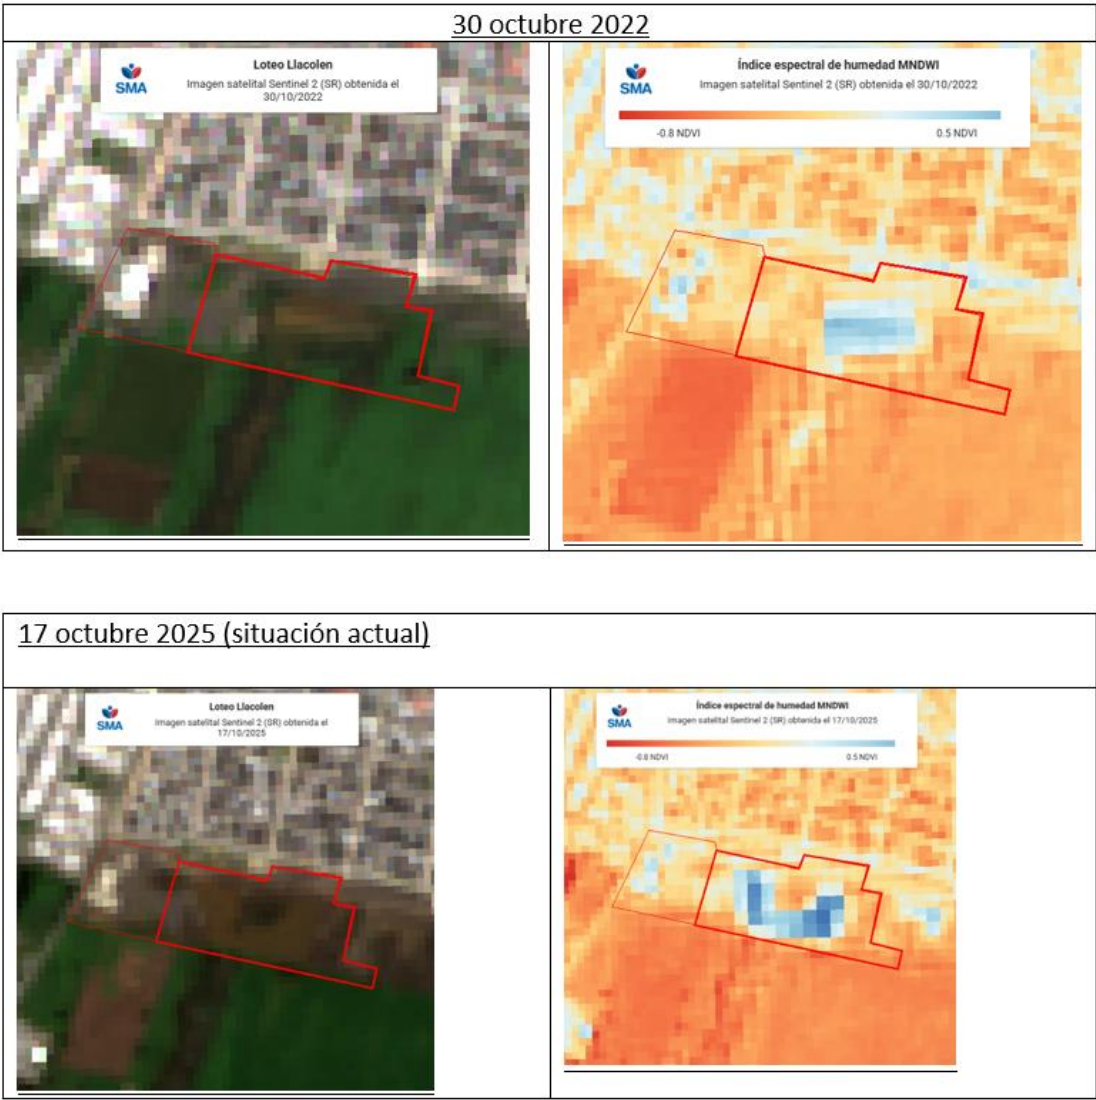 30 octubre 2022
SMA
Loteo Llacolen
Imagen satelital Sentinel 2 (SR) obtenida el
30/10/2022
SMA
Índice espectral de humedad MNDWI
Imagen satelital Sentinel 2 (SR) obtenida el 30/10/2022
-0.8 NDVI
0.5 NDVI
17 octubre 2025 (situación actual)
SMA
Loteo Llacolen
Imagen satelital Sentinel 2 (SR) obtenida el
17/10/2025
SMA
Índice espectral de humedad MNDWI
Imagen satelital Sentinel 2 (SR) obtenida el 17/10/2025
-0.8 NDVI
0.5 NDVI